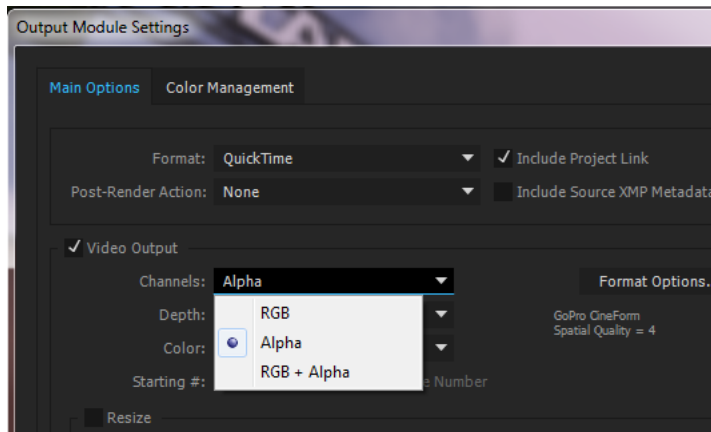 Output Module Settings
Main Options Color Management
Format: QuickTime Include Project Link
Post-Render Action: None Include Source XMP Metadata
Video Output
Channels: Alpha Format Options.
Depth: RGB GoPro CineForm
Spatial Quality = 4
Color: Alpha
RGB + Alpha
Starting #: Number
Resize